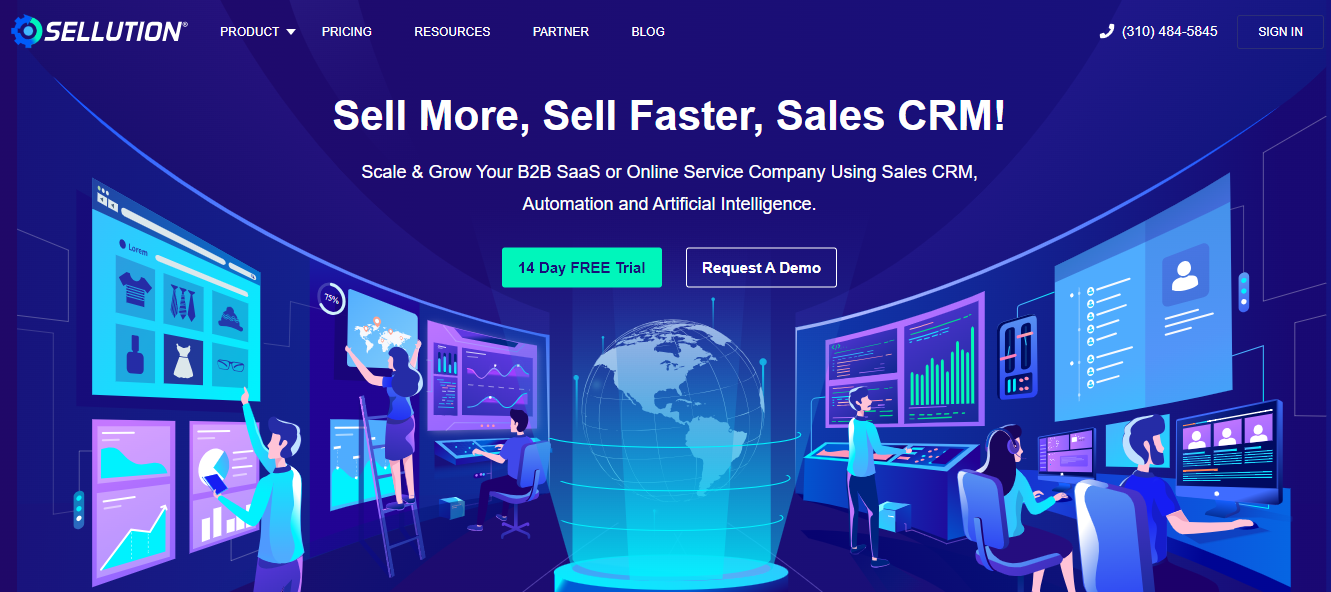 SELLUTION®
PRODUCT
PRICING
RESOURCES
PARTNER
BLOG
(310) 484-5845
SIGN IN
Sell More, Sell Faster, Sales CRM!
Scale & Grow Your B2B SaaS or Online Service Company Using Sales CRM,
Automation and Artificial Intelligence.
14 Day FREE Trial
Request A Demo
Lorem
75%